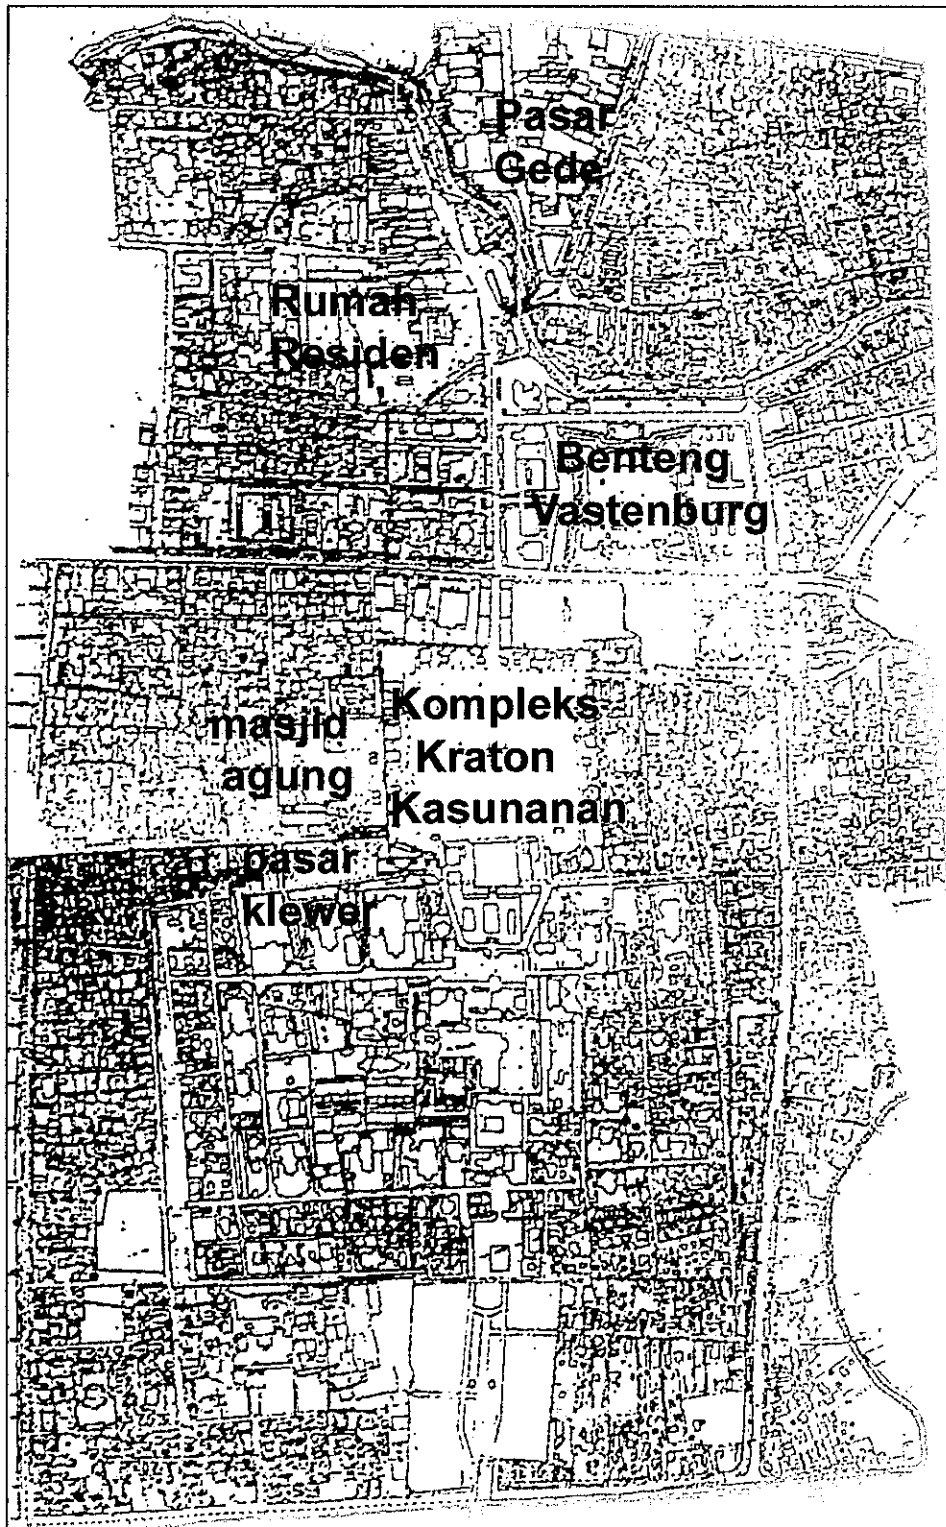 Pasar
Gede
Rumah
Residen
Benteng
Vastenburg
masjid
agung
Kompleks
Kraton
Kasunanan
pasar
klewer